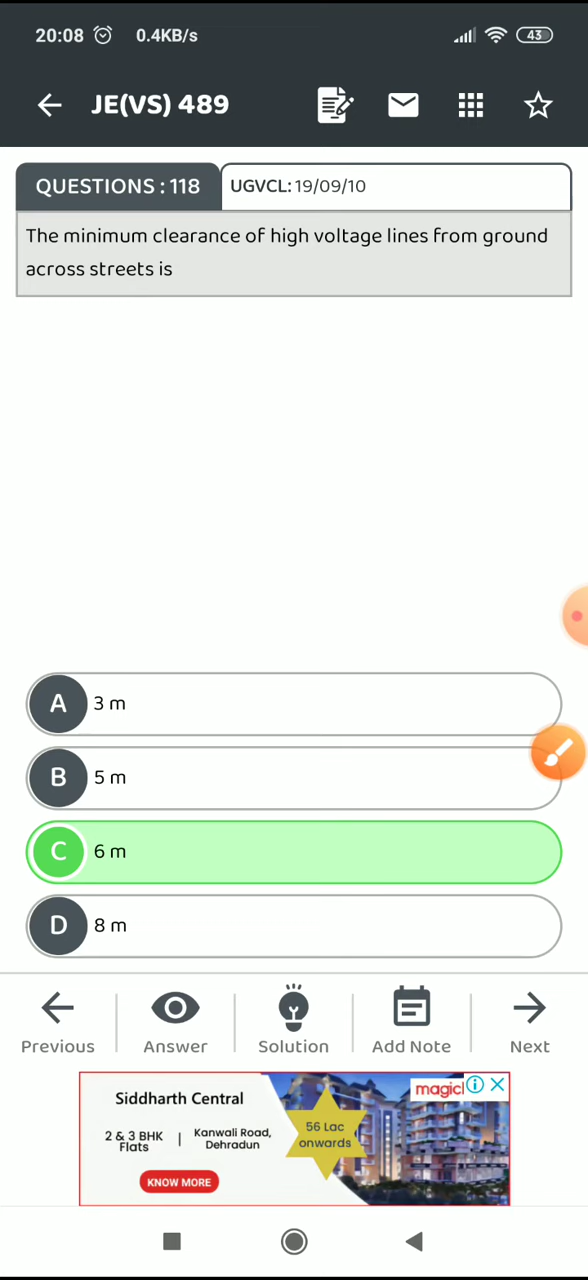 20:08 0.4KB/s 43
JE(VS) 489
QUESTIONS : 118 UGVCL: 19/09/10
The minimum clearance of high voltage lines from ground
across streets is
A 3 m
B 5 m
C 6 m
D 8 m
Previous Answer Solution Add Note Next
Siddharth Central
2 & 3 BHK
Flats
Kanwali Road,
Dehradun
KNOW MORE
56 Lac
onwards
magicl